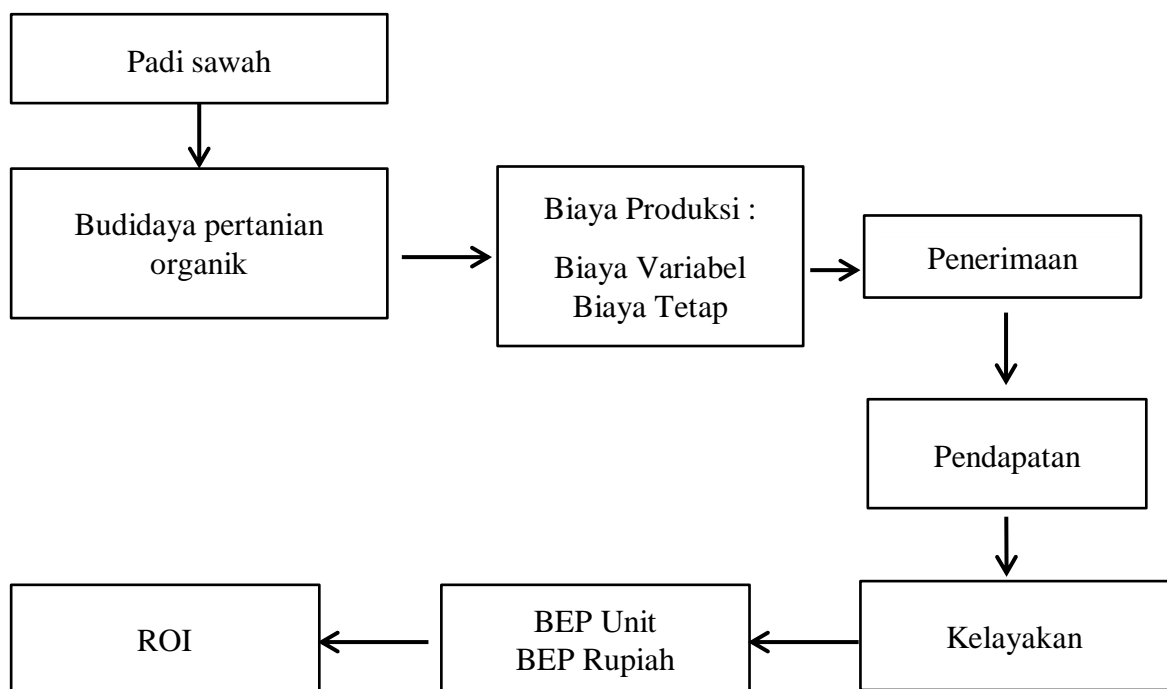 Padi sawah
Budidaya pertanian
organik
Biaya Produksi :
Biaya Variabel
Biaya Tetap
Penerimaan
Pendapatan
Kelayakan
BEP Unit
BEP Rupiah
ROI